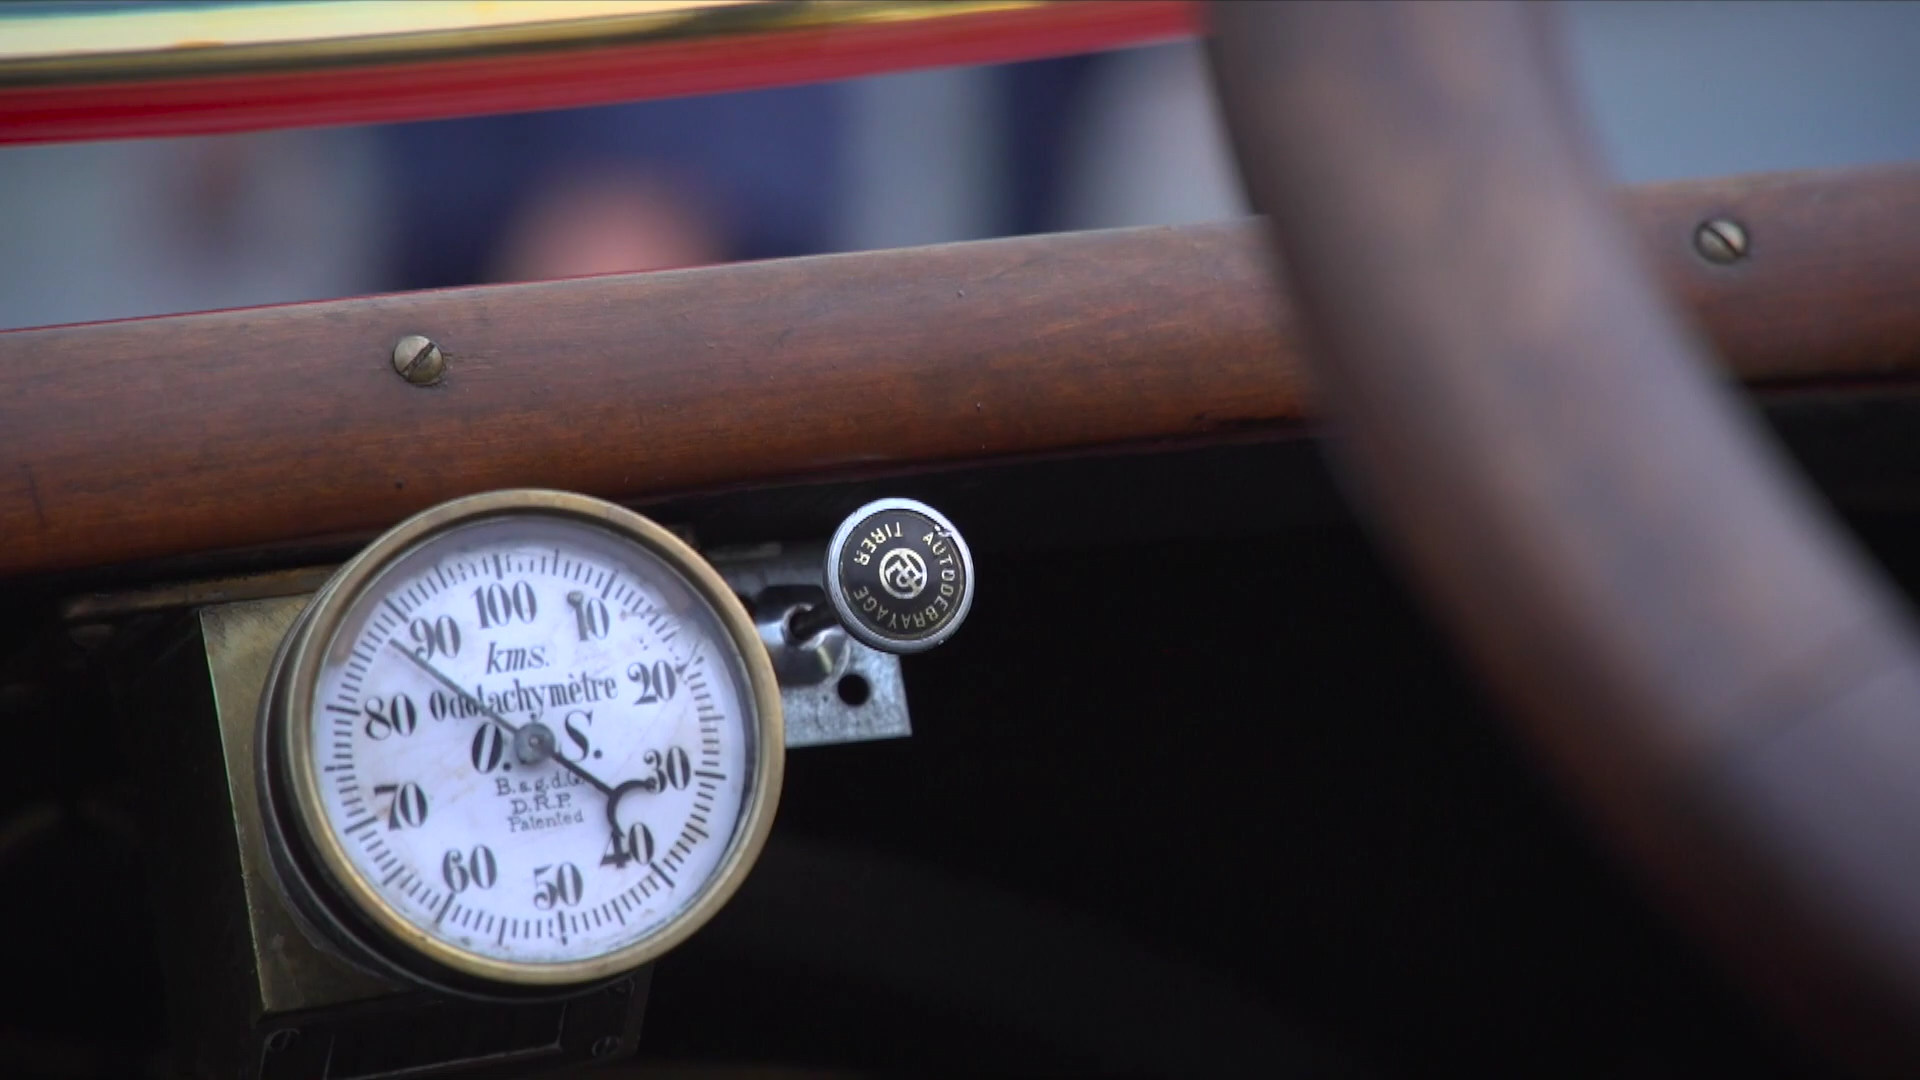 100
10
20
30
40
50
60
70
80
90
kms.
Odotachymètre
O. S.
B.s.g.d.G.
D.R.P.
Patented
TIRER
AUTODEBRAYAGE